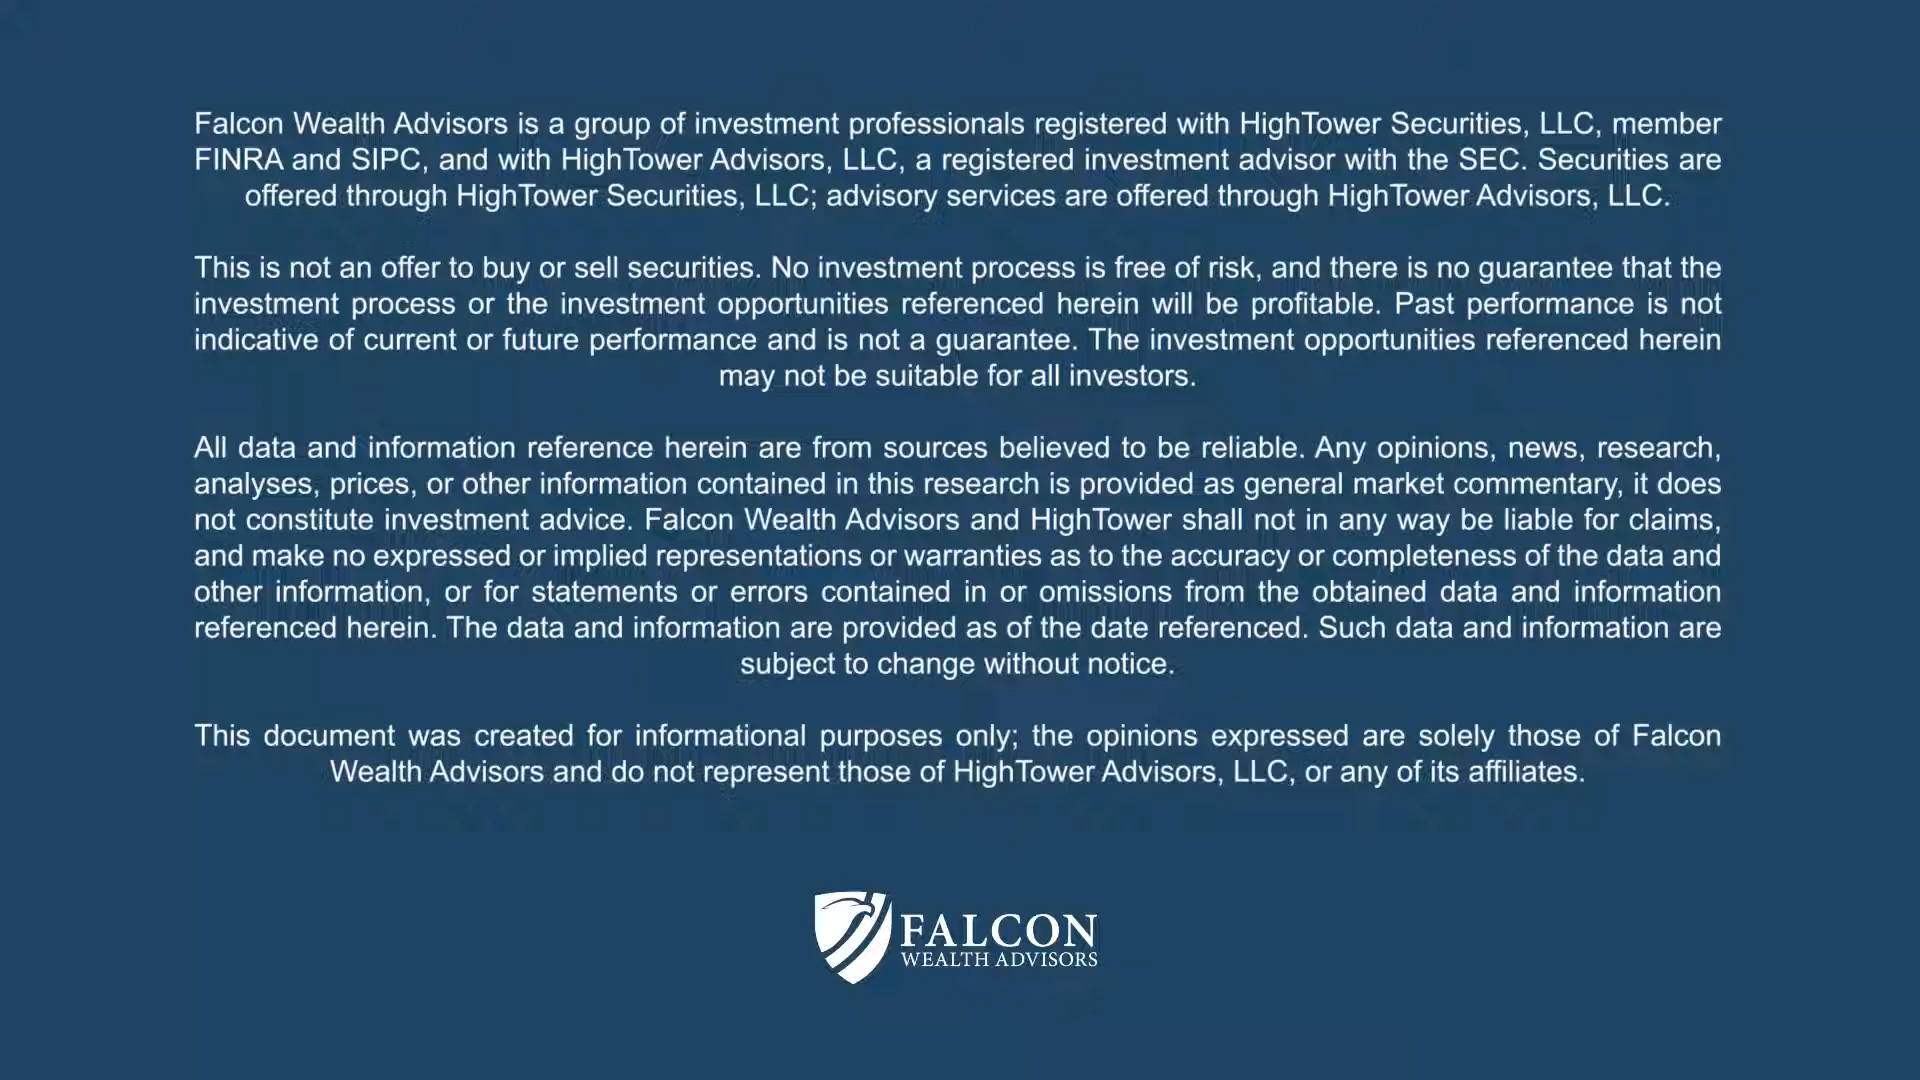 Falcon Wealth Advisors is a group of investment professionals registered with HighTower Securities, LLC, member
FINRA and SIPC, and with HighTower Advisors, LLC, a registered investment advisor with the SEC. Securities are
offered through HighTower Securities, LLC; advisory services are offered through HighTower Advisors, LLC.
This is not an offer to buy or sell securities. No investment process is free of risk, and there is no guarantee that the
investment process or the investment opportunities referenced herein will be profitable. Past performance is not
indicative of current or future performance and is not a guarantee. The investment opportunities referenced herein
may not be suitable for all investors.
All data and information reference herein are from sources believed to be reliable. Any opinions, news, research,
analyses, prices, or other information contained in this research is provided as general market commentary, it does
not constitute investment advice. Falcon Wealth Advisors and HighTower shall not in any way be liable for claims,
and make no expressed or implied representations or warranties as to the accuracy or completeness of the data and
other information, or for statements or errors contained in or omissions from the obtained data and information
referenced herein. The data and information are provided as of the date referenced. Such data and information are
subject to change without notice.
This document was created for informational purposes only; the opinions expressed are solely those of Falcon
Wealth Advisors and do not represent those of HighTower Advisors, LLC, or any of its affiliates.
FALCON
WEALTH ADVISORS